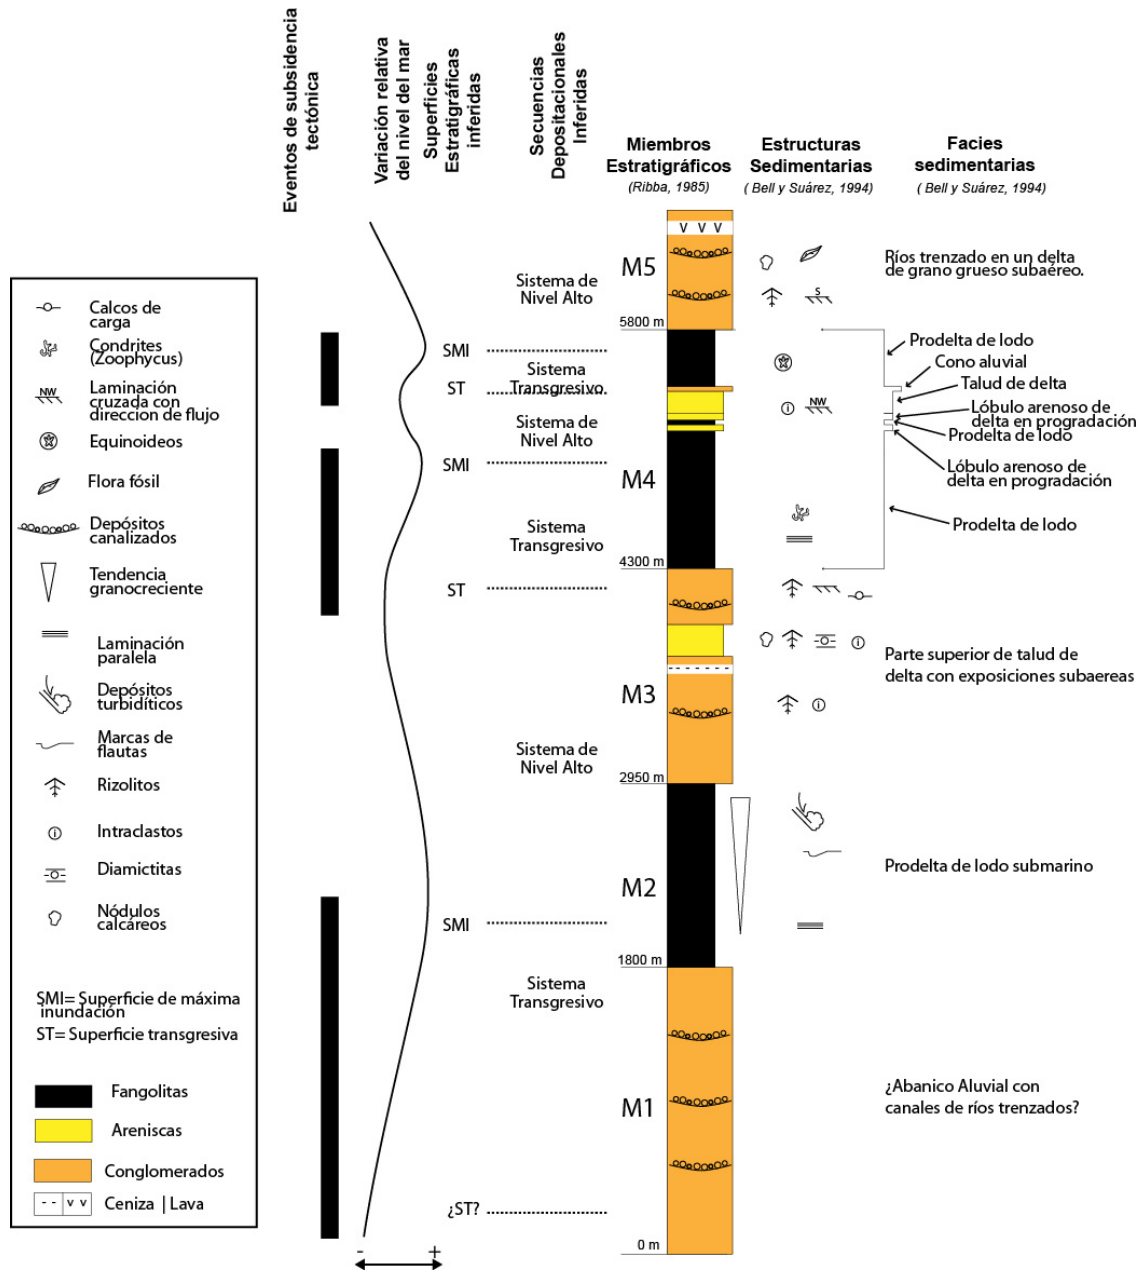 Eventos de subsidencia
tectónica
Variación relativa
del nivel del mar
Superficies
Estratigráficas
inferidas
Secuencias
Depositacionales
Inferidas
Miembros
Estratigráficos
(Ribba, 1985)
Estructuras
Sedimentarias
( Bell y Suárez, 1994)
Facies
sedimentarias
( Bell y Suárez, 1994)
Calcos de
carga
Condrites
(Zoophycus)
NW
Laminación
cruzada con
direccion de flujo
Equinoideos
Flora fósil
Depósitos
canalizados
Tendencia
granocreciente
Laminación
paralela
Depósitos
turbidíticos
Marcas de
flautas
Rizolitos
i
Intraclastos
Diamictitas
Nódulos
calcáreos
SMI= Superficie de máxima
inundación
ST= Superficie transgresiva
Fangolitas
Areniscas
Conglomerados
v v
Ceniza | Lava
- +
SMI
ST
SMI
ST
SMI
¿ST?
Sistema de
Nivel Alto
Sistema
Transgresivo
Sistema de
Nivel Alto
Sistema
Transgresivo
Sistema de
Nivel Alto
Sistema
Transgresivo
v v v
M5
5800 m
M4
4300 m
M3
2950 m
M2
1800 m
M1
0 m
S
i
NW
i
i
Ríos trenzado en un delta
de grano grueso subaéreo.
Prodelta de lodo
Cono aluvial
Talud de delta
Lóbulo arenoso de
delta en progradación
Prodelta de lodo
Lóbulo arenoso de
delta en progradación
Prodelta de lodo
Parte superior de talud de
delta con exposiciones subaereas
Prodelta de lodo submarino
¿Abanico Aluvial con
canales de ríos trenzados?